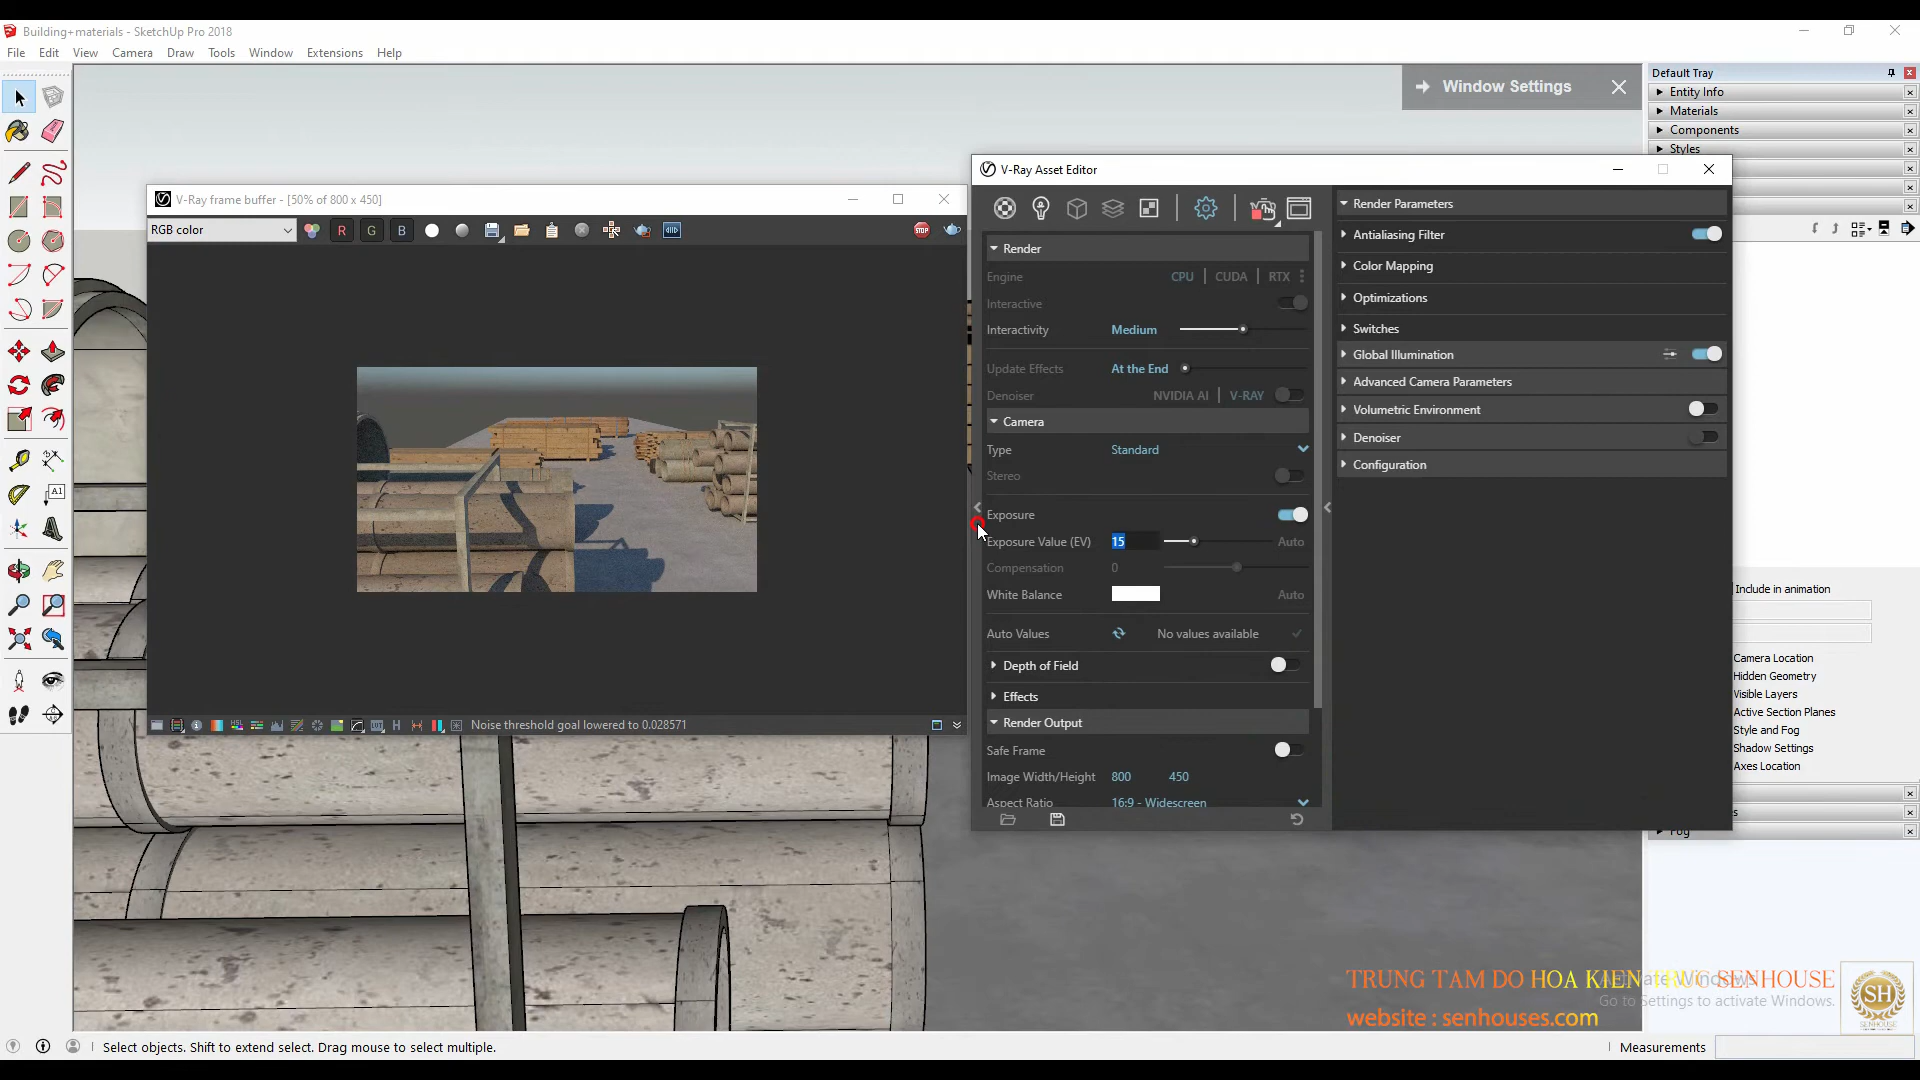 Building+materials - SketchUp Pro 2018
File Edit View Camera Draw Tools Window Extensions Help
Window Settings
Default Tray
Entity Info
Materials
Components
Styles
V-Ray frame buffer - [50% of 800 x 450]
RGB color
R G B
STOP
Noise threshold goal lowered to 0.028571
V-Ray Asset Editor
Render
Engine CPU | CUDA | RTX
Interactive
Interactivity Medium
Update Effects At the End
Denoiser NVIDIA AI | V-RAY
Camera
Type Standard
Stereo
Exposure
Exposure Value (EV) 15 Auto
Compensation 0
White Balance Auto
Auto Values No values available
Depth of Field
Effects
Render Output
Safe Frame
Image Width/Height 800 450
Aspect Ratio 16:9 - Widescreen
Render Parameters
Antialiasing Filter
Color Mapping
Optimizations
Switches
Global Illumination
Advanced Camera Parameters
Volumetric Environment
Denoiser
Configuration
Include in animation
Camera Location
Hidden Geometry
Visible Layers
Active Section Planes
Style and Fog
Shadow Settings
Axes Location
Fog
TRUNG TAM DO HOA KIEN TRUC SENHOUSE
Activate Windows
Go to Settings to activate Windows.
website : senhouses.com
SH
SENHOUSE
Select objects. Shift to extend select. Drag mouse to select multiple.
Measurements